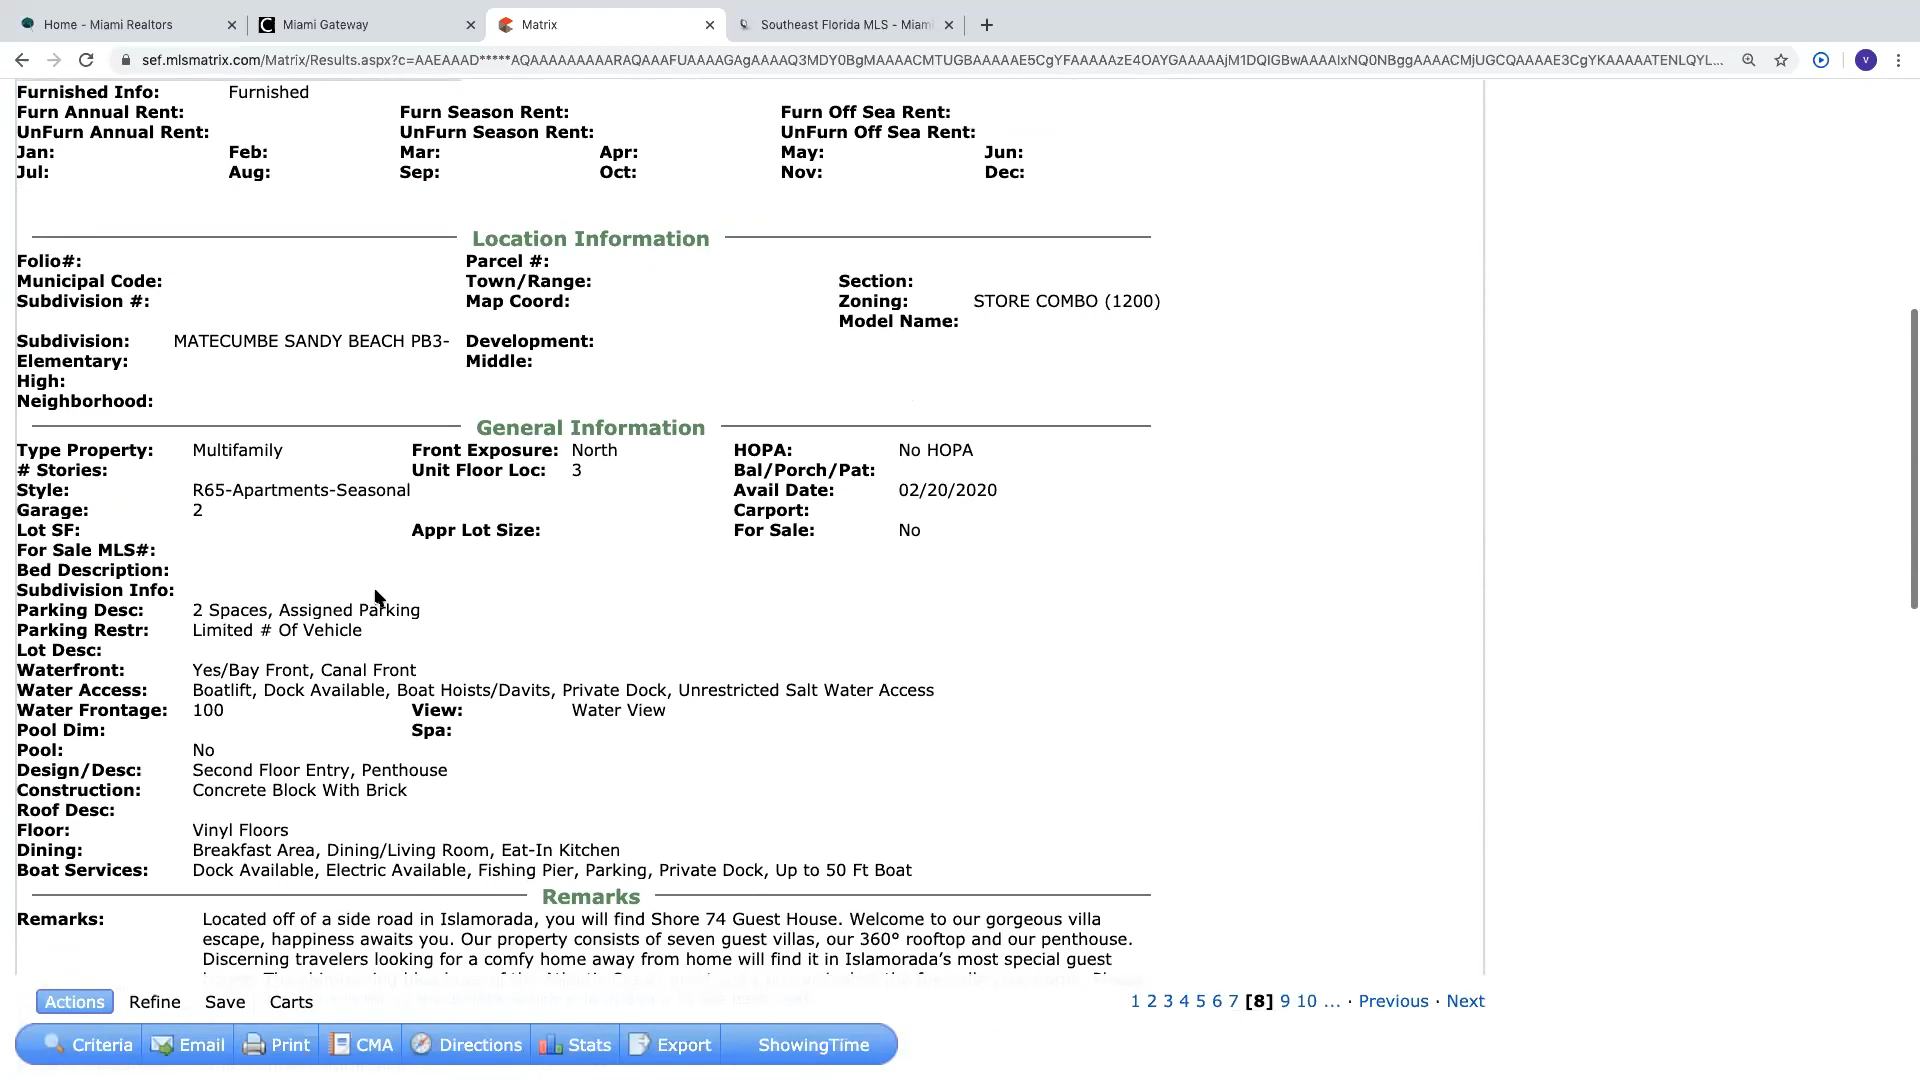 Home - Miami Realtors
Miami Gateway
Matrix
Southeast Florida MLS - Miami
sef.mlsmatrix.com/Matrix/Results.aspx?c=AAEAAAD*****AQAAAAAAAAARAQAAAFUAAAAGAgAAAAQ3MDY0BgMAAAACMTUGBAAAAAE5CgYFAAAAAzE4OAYGAAAAAjM1DQIGBwAAAAIxNQ0NBggAAAACMjUGCQAAAAE3CgYKAAAAATENLQYL...
V
Furnished Info: Furnished
Furn Annual Rent: Furn Season Rent: Furn Off Sea Rent:
UnFurn Annual Rent: UnFurn Season Rent: UnFurn Off Sea Rent:
Jan: Feb: Mar: Apr: May: Jun:
Jul: Aug: Sep: Oct: Nov: Dec:
Location Information
Folio#: Parcel #:
Municipal Code: Town/Range: Section:
Subdivision #: Map Coord: Zoning: STORE COMBO (1200)
Model Name:
Subdivision: MATECUMBE SANDY BEACH PB3- Development:
Elementary: Middle:
High:
Neighborhood:
General Information
Type Property: Multifamily Front Exposure: North HOPA: No HOPA
# Stories: Unit Floor Loc: 3 Bal/Porch/Pat:
Style: R65-Apartments-Seasonal Avail Date: 02/20/2020
Garage: 2 Carport:
Lot SF: Appr Lot Size: For Sale: No
For Sale MLS#:
Bed Description:
Subdivision Info:
Parking Desc: 2 Spaces, Assigned Parking
Parking Restr: Limited # Of Vehicle
Lot Desc:
Waterfront: Yes/Bay Front, Canal Front
Water Access: Boatlift, Dock Available, Boat Hoists/Davits, Private Dock, Unrestricted Salt Water Access
Water Frontage: 100 View: Water View
Pool Dim: Spa:
Pool: No
Design/Desc: Second Floor Entry, Penthouse
Construction: Concrete Block With Brick
Roof Desc:
Floor: Vinyl Floors
Dining: Breakfast Area, Dining/Living Room, Eat-In Kitchen
Boat Services: Dock Available, Electric Available, Fishing Pier, Parking, Private Dock, Up to 50 Ft Boat
Remarks
Remarks: Located off of a side road in Islamorada, you will find Shore 74 Guest House. Welcome to our gorgeous villa
escape, happiness awaits you. Our property consists of seven guest villas, our 360° rooftop and our penthouse.
Discerning travelers looking for a comfy home away from home will find it in Islamorada's most special guest
Actions Refine Save Carts 1 2 3 4 5 6 7 [8] 9 10 ... · Previous · Next
Criteria Email Print CMA Directions Stats Export ShowingTime